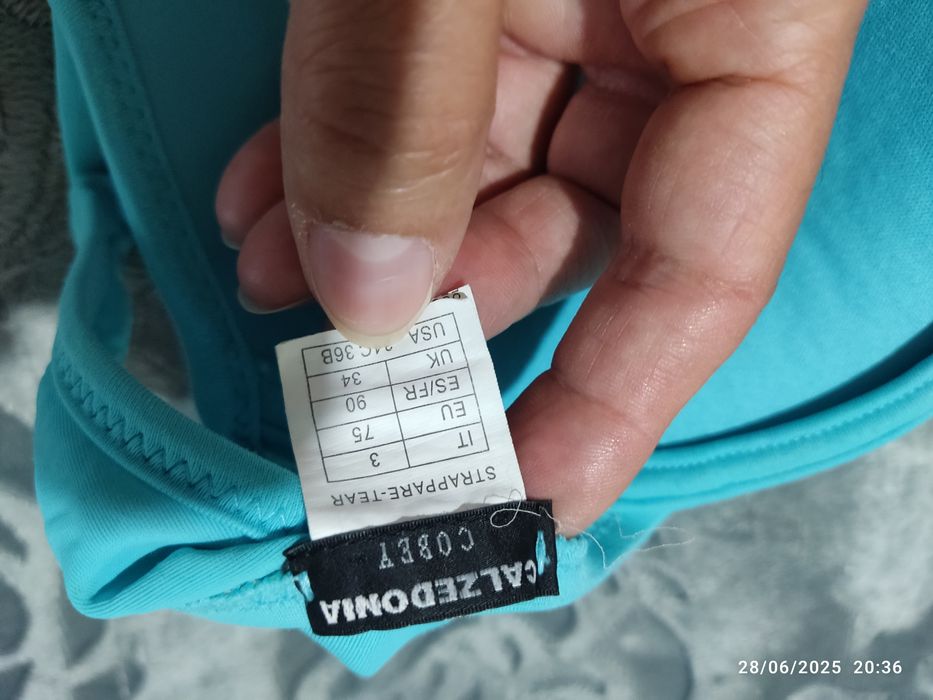 CALZEDONIA
COBEY
STRAPPARE-TEAR
IT 3
EU 75
ES/FR 90
UK 34
USA 34C 36B
28/06/2025 20:36